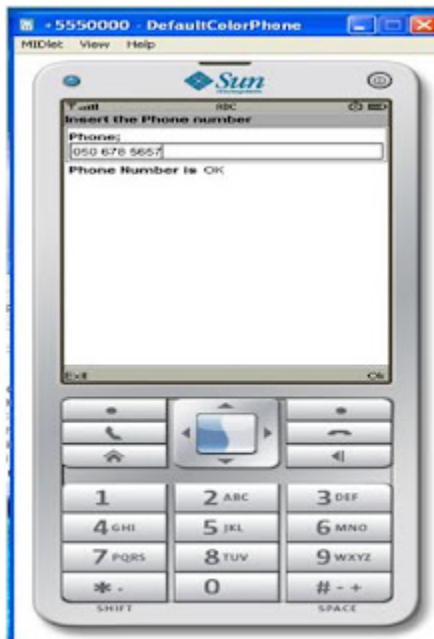 +5550000 - DefaultColorPhone
MIDlet View Help
Sun
ABC
Insert the Phone number
Phone:
050 678 5657
Phone Number is OK
Exit Ok
1 2 ABC 3 DEF
4 GHI 5 JKL 6 MNO
7 PQRS 8 TUV 9 WXYZ
* . 0 # - +
SHIFT SPACE